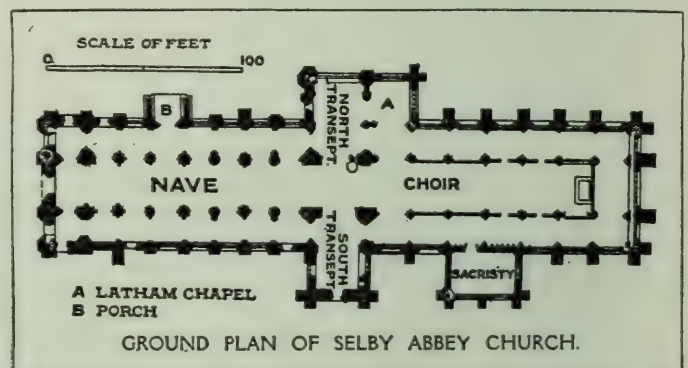 SCALE OF FEET
0 100
B
NORTH
TRANSEPT.
A
NAVE
CHOIR
SOUTH
TRANSEPT
SACRISTY
A LATHAM CHAPEL
B PORCH
GROUND PLAN OF SELBY ABBEY CHURCH.